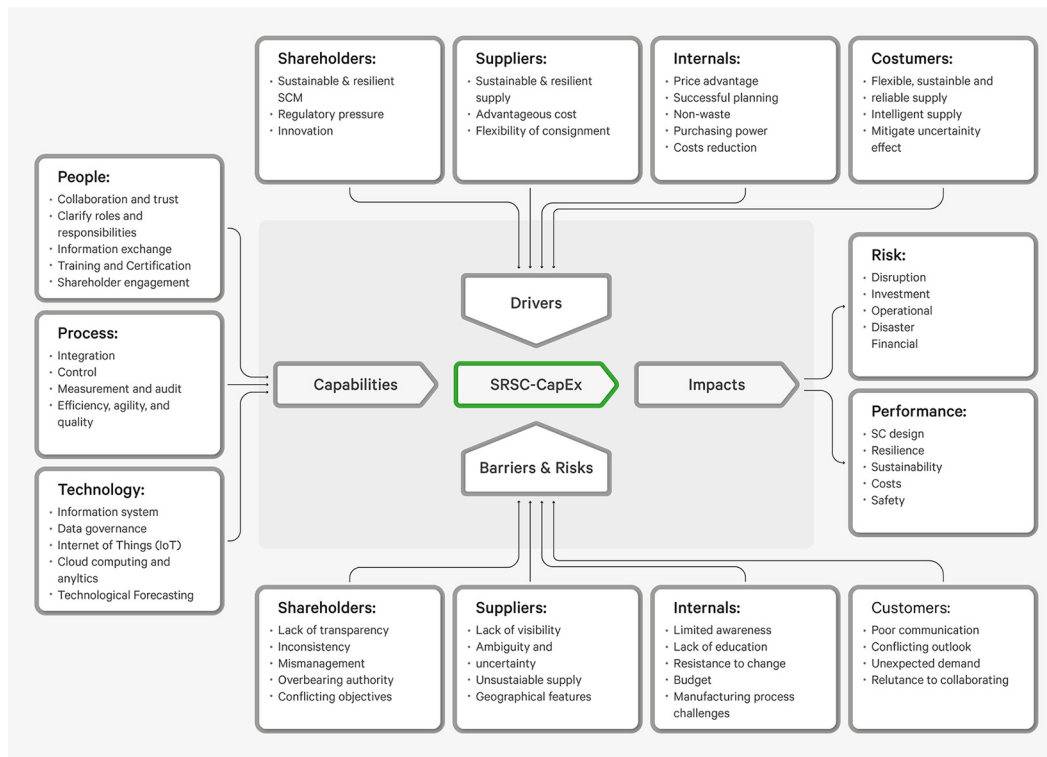 Shareholders:
• Sustainable & resilient
SCM
• Regulatory pressure
• Innovation
Suppliers:
• Sustainable & resilient
supply
• Advantageous cost
• Flexibility of consignment
Internals:
• Price advantage
• Successful planning
• Non-waste
• Purchasing power
• Costs reduction
Costumers:
• Flexible, sustainble and
• reliable supply
• Intelligent supply
• Mitigate uncertainity
effect
People:
• Collaboration and trust
• Clarify roles and
responsibilities
• Information exchange
• Training and Certification
• Shareholder engagement
Process:
• Integration
• Control
• Measurement and audit
• Efficiency, agility, and
quality
Technology:
• Information system
• Data governance
• Internet of Things (IoT)
• Cloud computing and
anyltics
• Technological Forecasting
Drivers
Capabilities
SRSC-CapEx
Impacts
Barriers & Risks
Risk:
• Disruption
• Investment
• Operational
• Disaster
Financial
Performance:
• SC design
• Resilience
• Sustainability
• Costs
• Safety
Shareholders:
• Lack of transparency
• Inconsistency
• Mismanagement
• Overbearing authority
• Conflicting objectives
Suppliers:
• Lack of visibility
• Ambiguity and
• uncertainty
• Unsustaiable supply
• Geographical features
Internals:
• Limited awareness
• Lack of education
• Resistance to change
• Budget
• Manufacturing process
challenges
Customers:
• Poor communication
• Conflicting outlook
• Unexpected demand
• Relutance to collaborating